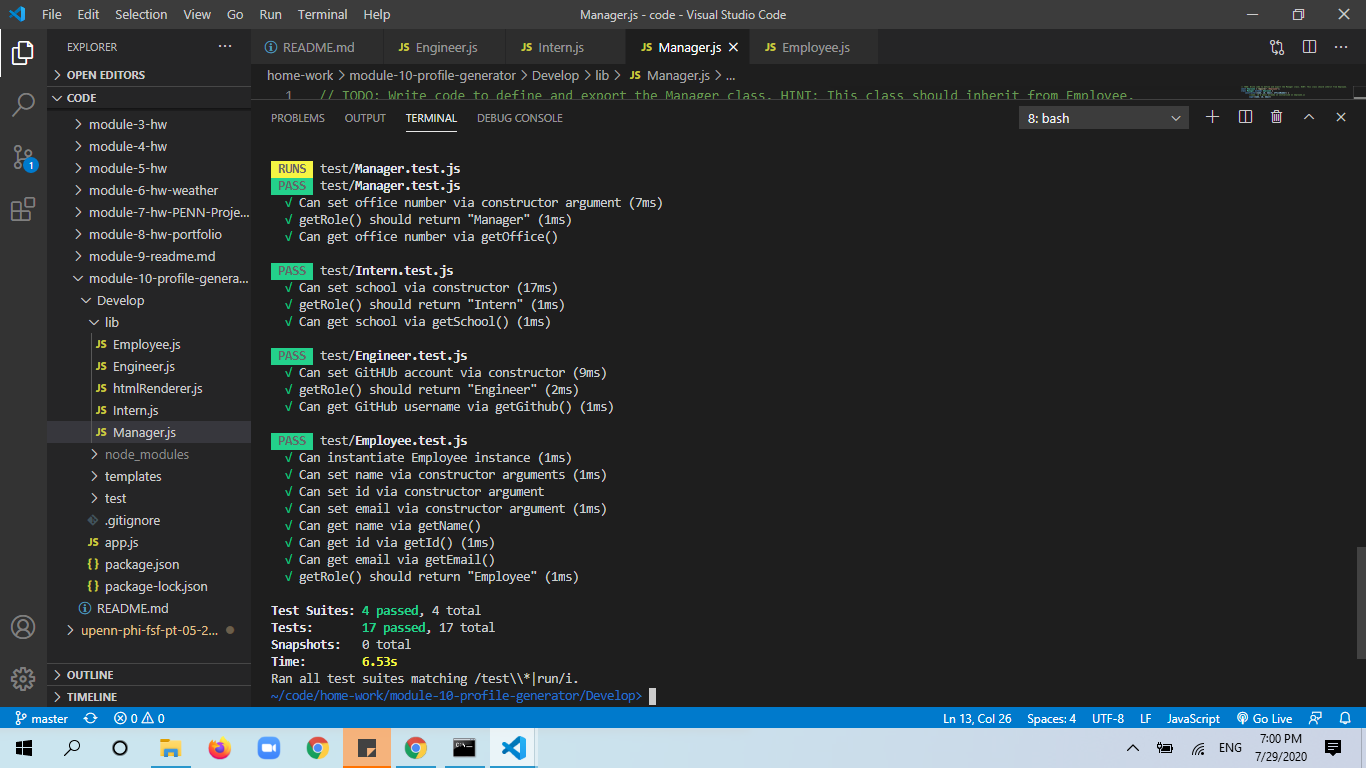 File Edit Selection View Go Run Terminal Help Manager.js - code - Visual Studio Code
EXPLORER ···
README.md JS Engineer.js JS Intern.js JS Manager.js JS Employee.js ···
OPEN EDITORS
CODE
module-3-hw
module-4-hw
module-5-hw
module-6-hw-weather
module-7-hw-PENN-Proje...
module-8-hw-portfolio
module-9-readme.md
module-10-profile-genera...
Develop
lib
JS Employee.js
JS Engineer.js
JS htmlRenderer.js
JS Intern.js
JS Manager.js
node_modules
templates
test
.gitignore
JS app.js
{} package.json
{} package-lock.json
README.md
upenn-phi-fsf-pt-05-2...
OUTLINE
TIMELINE
1
home-work > module-10-profile-generator > Develop > lib > JS Manager.js > ...
1 // TODO: Write code to define and export the Manager class. HINT: This class should inherit from Employee.
PROBLEMS OUTPUT TERMINAL DEBUG CONSOLE 8: bash
RUNS test/Manager.test.js
PASS test/Manager.test.js
√ Can set office number via constructor argument (7ms)
√ getRole() should return "Manager" (1ms)
√ Can get office number via getOffice()
PASS test/Intern.test.js
√ Can set school via constructor (17ms)
√ getRole() should return "Intern" (1ms)
√ Can get school via getSchool() (1ms)
PASS test/Engineer.test.js
√ Can set GitHUb account via constructor (9ms)
√ getRole() should return "Engineer" (2ms)
√ Can get GitHub username via getGithub() (1ms)
PASS test/Employee.test.js
√ Can instantiate Employee instance (1ms)
√ Can set name via constructor arguments (1ms)
√ Can set id via constructor argument
√ Can set email via constructor argument (1ms)
√ Can get name via getName()
√ Can get id via getId() (1ms)
√ Can get email via getEmail()
√ getRole() should return "Employee" (1ms)
Test Suites: 4 passed, 4 total
Tests: 17 passed, 17 total
Snapshots: 0 total
Time: 6.53s
Ran all test suites matching /test\\*|run/i.
~/code/home-work/module-10-profile-generator/Develop>
master 0 0 Ln 13, Col 26 Spaces: 4 UTF-8 LF JavaScript Go Live
ENG
7:00 PM
7/29/2020